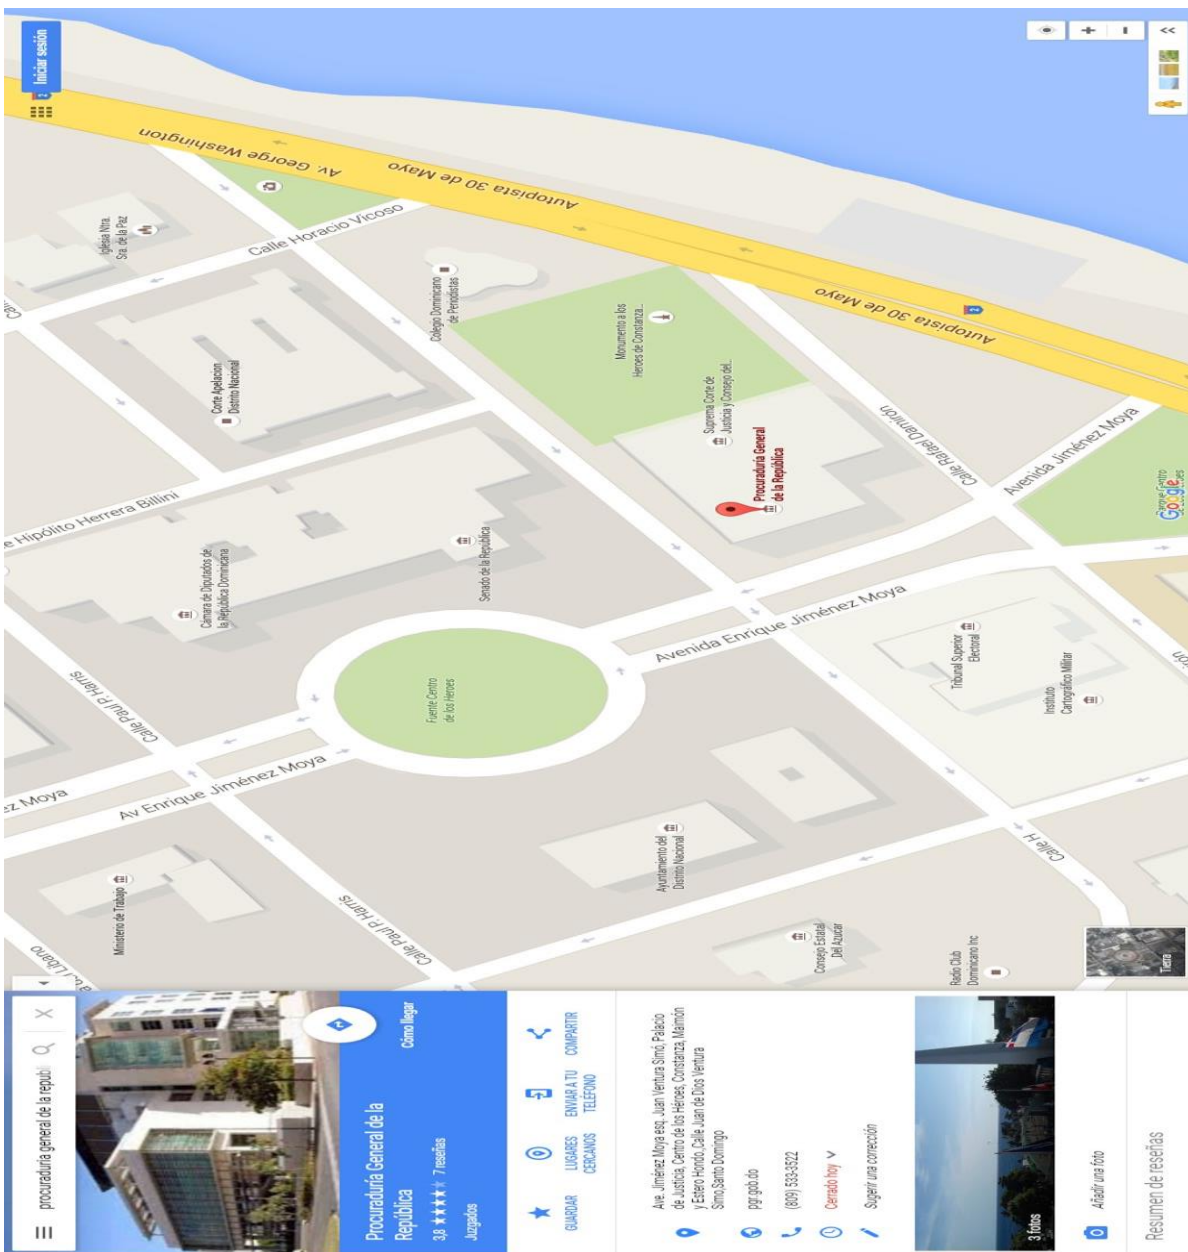 procuraduría general de la republi
Procuraduría General de la
República
3,8 ★★★★★ 7 reseñas
Juzgados
Cómo llegar
GUARDAR
LUGARES
CERCANOS
ENVIAR A TU
TELÉFONO
COMPARTIR
Ave. Jimenez Moya esq. Juan Ventura Simó, Palacio
de Justicia, Centro de los Héroes, Constanza, Maimón
y Estero Hondo, Calle Juan de Dios Ventura
Simo, Santo Domingo
pgr.gob.do
(809) 533-3522
Cerrado hoy
Sugerir una corrección
3 fotos
Añadir una foto
Resumen de reseñas
Iniciar sesión
Ministerio de Trabajo
Av Enrique Jiménez Moya
ez Moya
Calle Paul P. Harris
Calle Paul P. Harris
Cámara de Diputados de
la República Dominicana
e Hipólito Herrera Billini
Corte Apelacion
Distrito Nacional
Iglesia Ntra.
Sra. de la Paz
Calle Horacio Vicoso
Av. George Washington
Autopista 30 de Mayo
Colegio Dominicano
de Periodistas
Senado de la República
Fuente Centro
de los Heroes
Monumento a los
Heroes de Constanza...
Suprema Corte de
Justicia y Consejo del...
Procuraduría General
de la República
Autopista 30 de Mayo
2
2
Calle Rafael Damirón
Avenida Jiménez Moya
Avenida Enrique Jiménez Moya
Ayuntamiento del
Distrito Nacional
Consejo Estatal
Del Azucar
Radio Club
Dominicano Inc
Tribunal Superior
Electoral
Instituto
Cartográfico Militar
Calle H
Tierra
Google